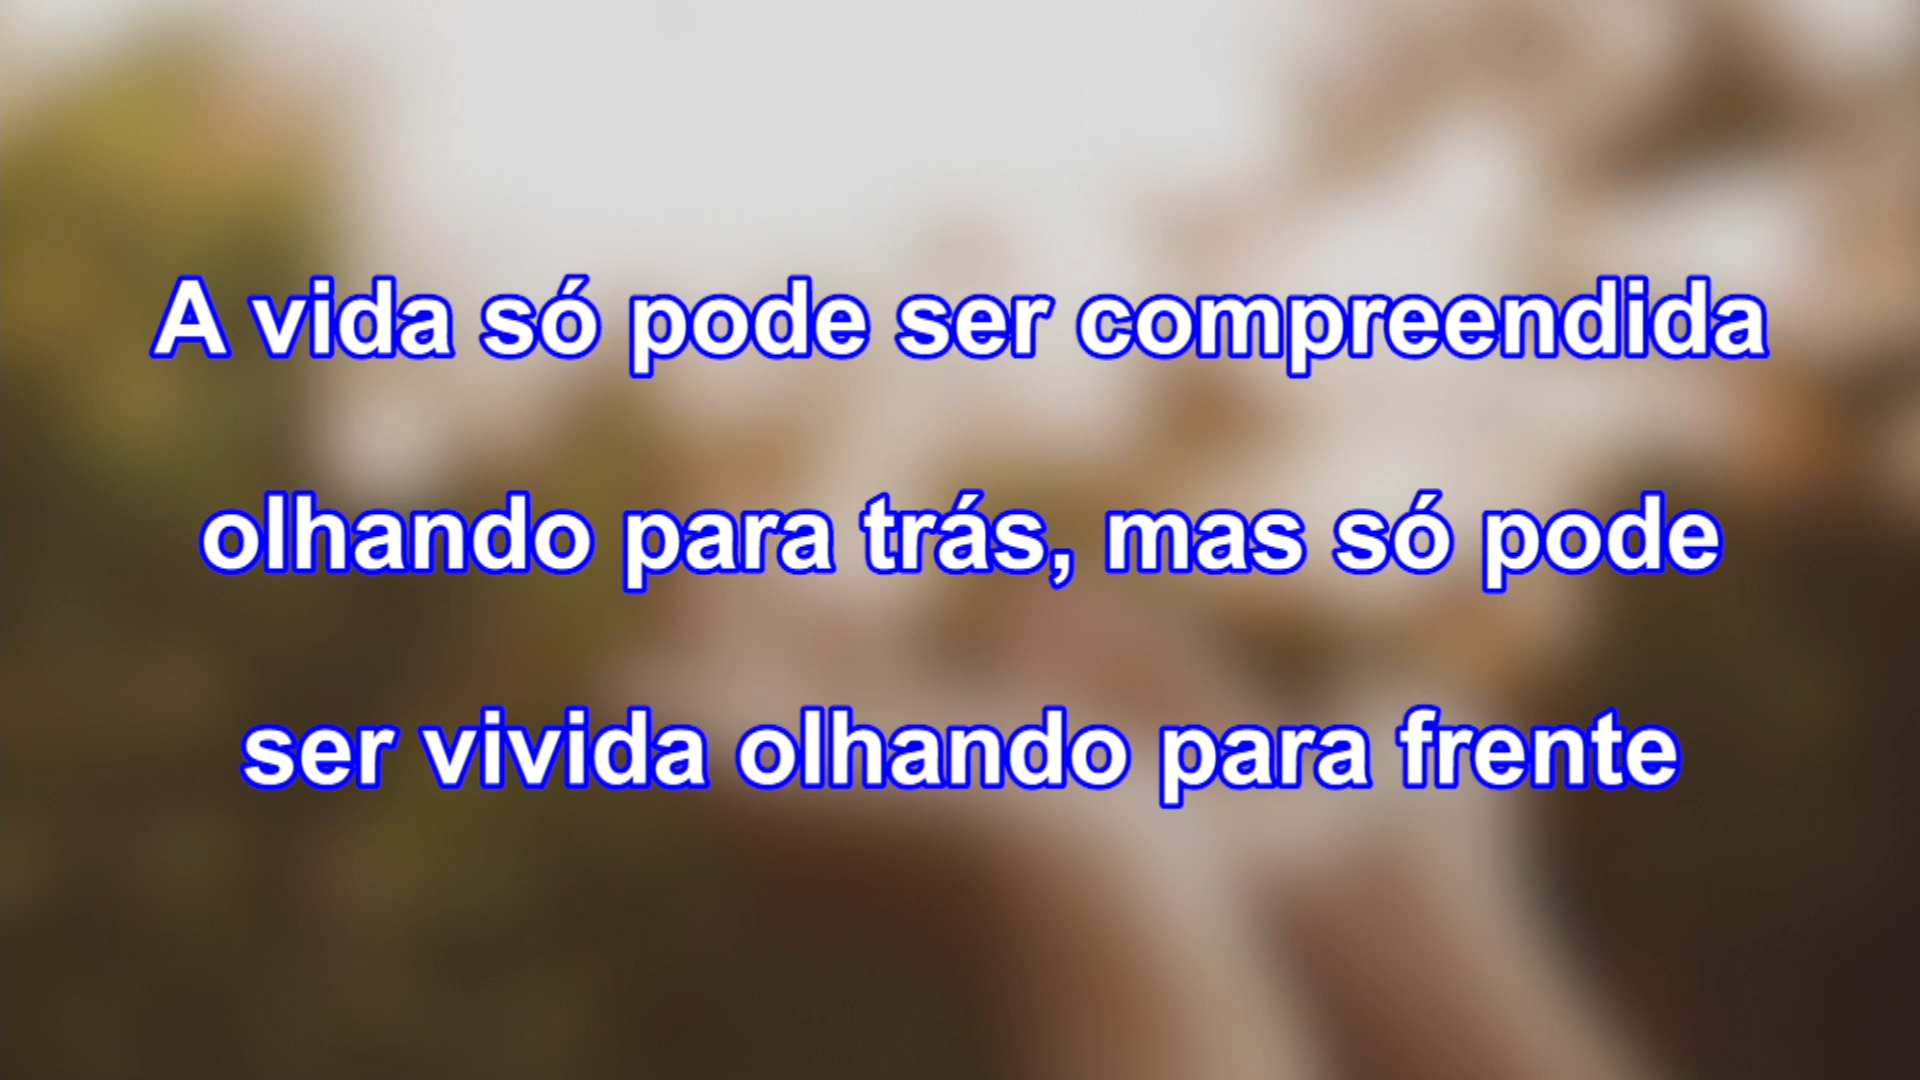 A vida só pode ser compreendida
olhando para trás, mas só pode
ser vivida olhando para frente